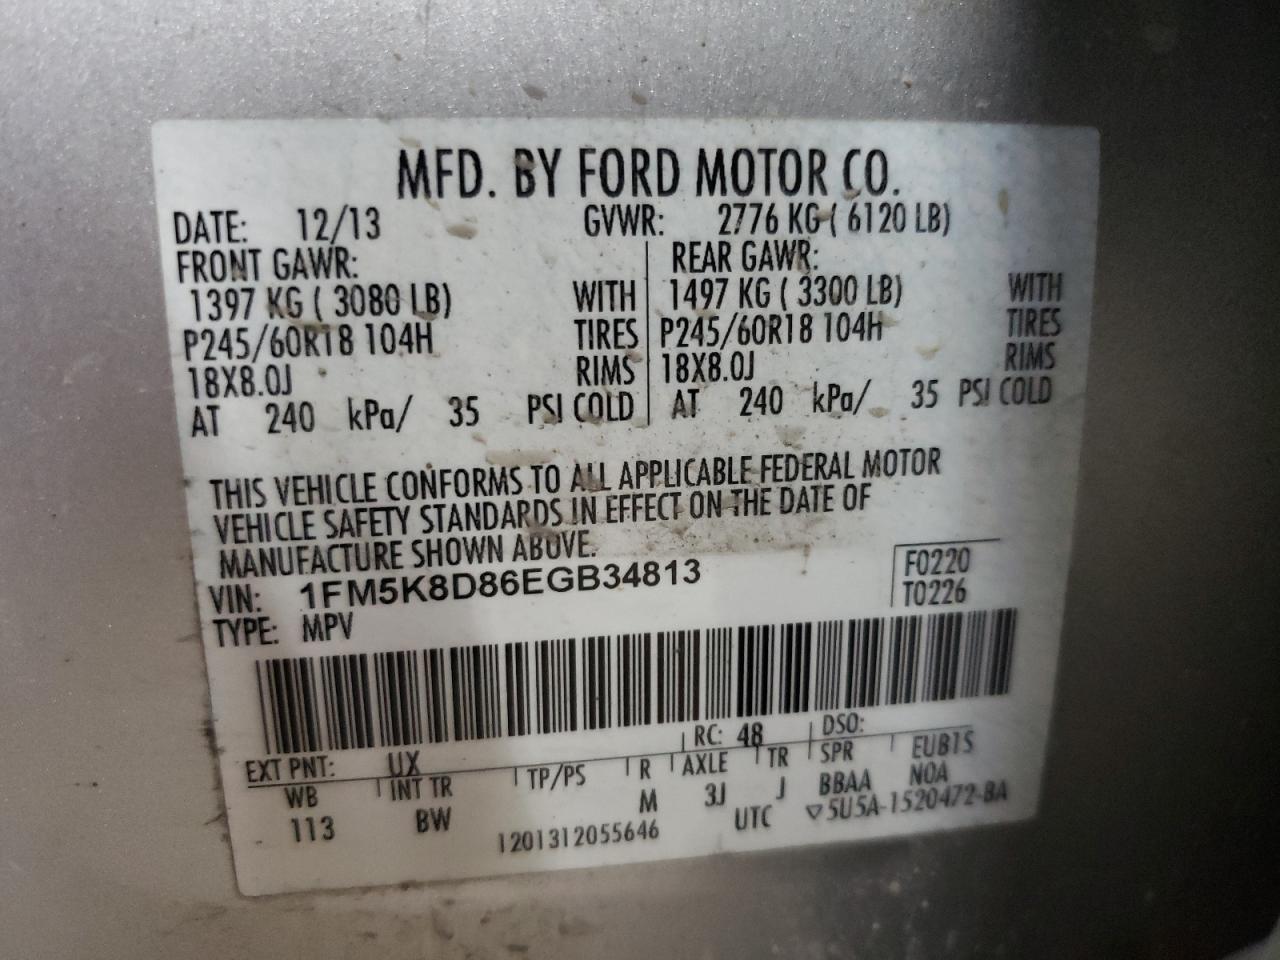 MFD. BY FORD MOTOR CO.
DATE: 12/13 GVWR: 2776 KG ( 6120 LB)
FRONT GAWR: REAR GAWR:
1397 KG ( 3080 LB) WITH 1497 KG ( 3300 LB) WITH
P245/60R18 104H TIRES P245/60R18 104H TIRES
18X8.0J RIMS 18X8.0J RIMS
AT 240 kPa/ 35 PSI COLD AT 240 kPa/ 35 PSI COLD
THIS VEHICLE CONFORMS TO ALL APPLICABLE FEDERAL MOTOR
VEHICLE SAFETY STANDARDS IN EFFECT ON THE DATE OF
MANUFACTURE SHOWN ABOVE.
VIN: 1FM5K8D86EGB34813 F0220
TYPE: MPV T0226
EXT PNT: UX RC: 48 DSO:
WB INT TR TP/PS R AXLE TR SPR EUB1S
113 BW M 3J J BBAA NOA
1201312055646 UTC ▽5U5A-1520472-BA